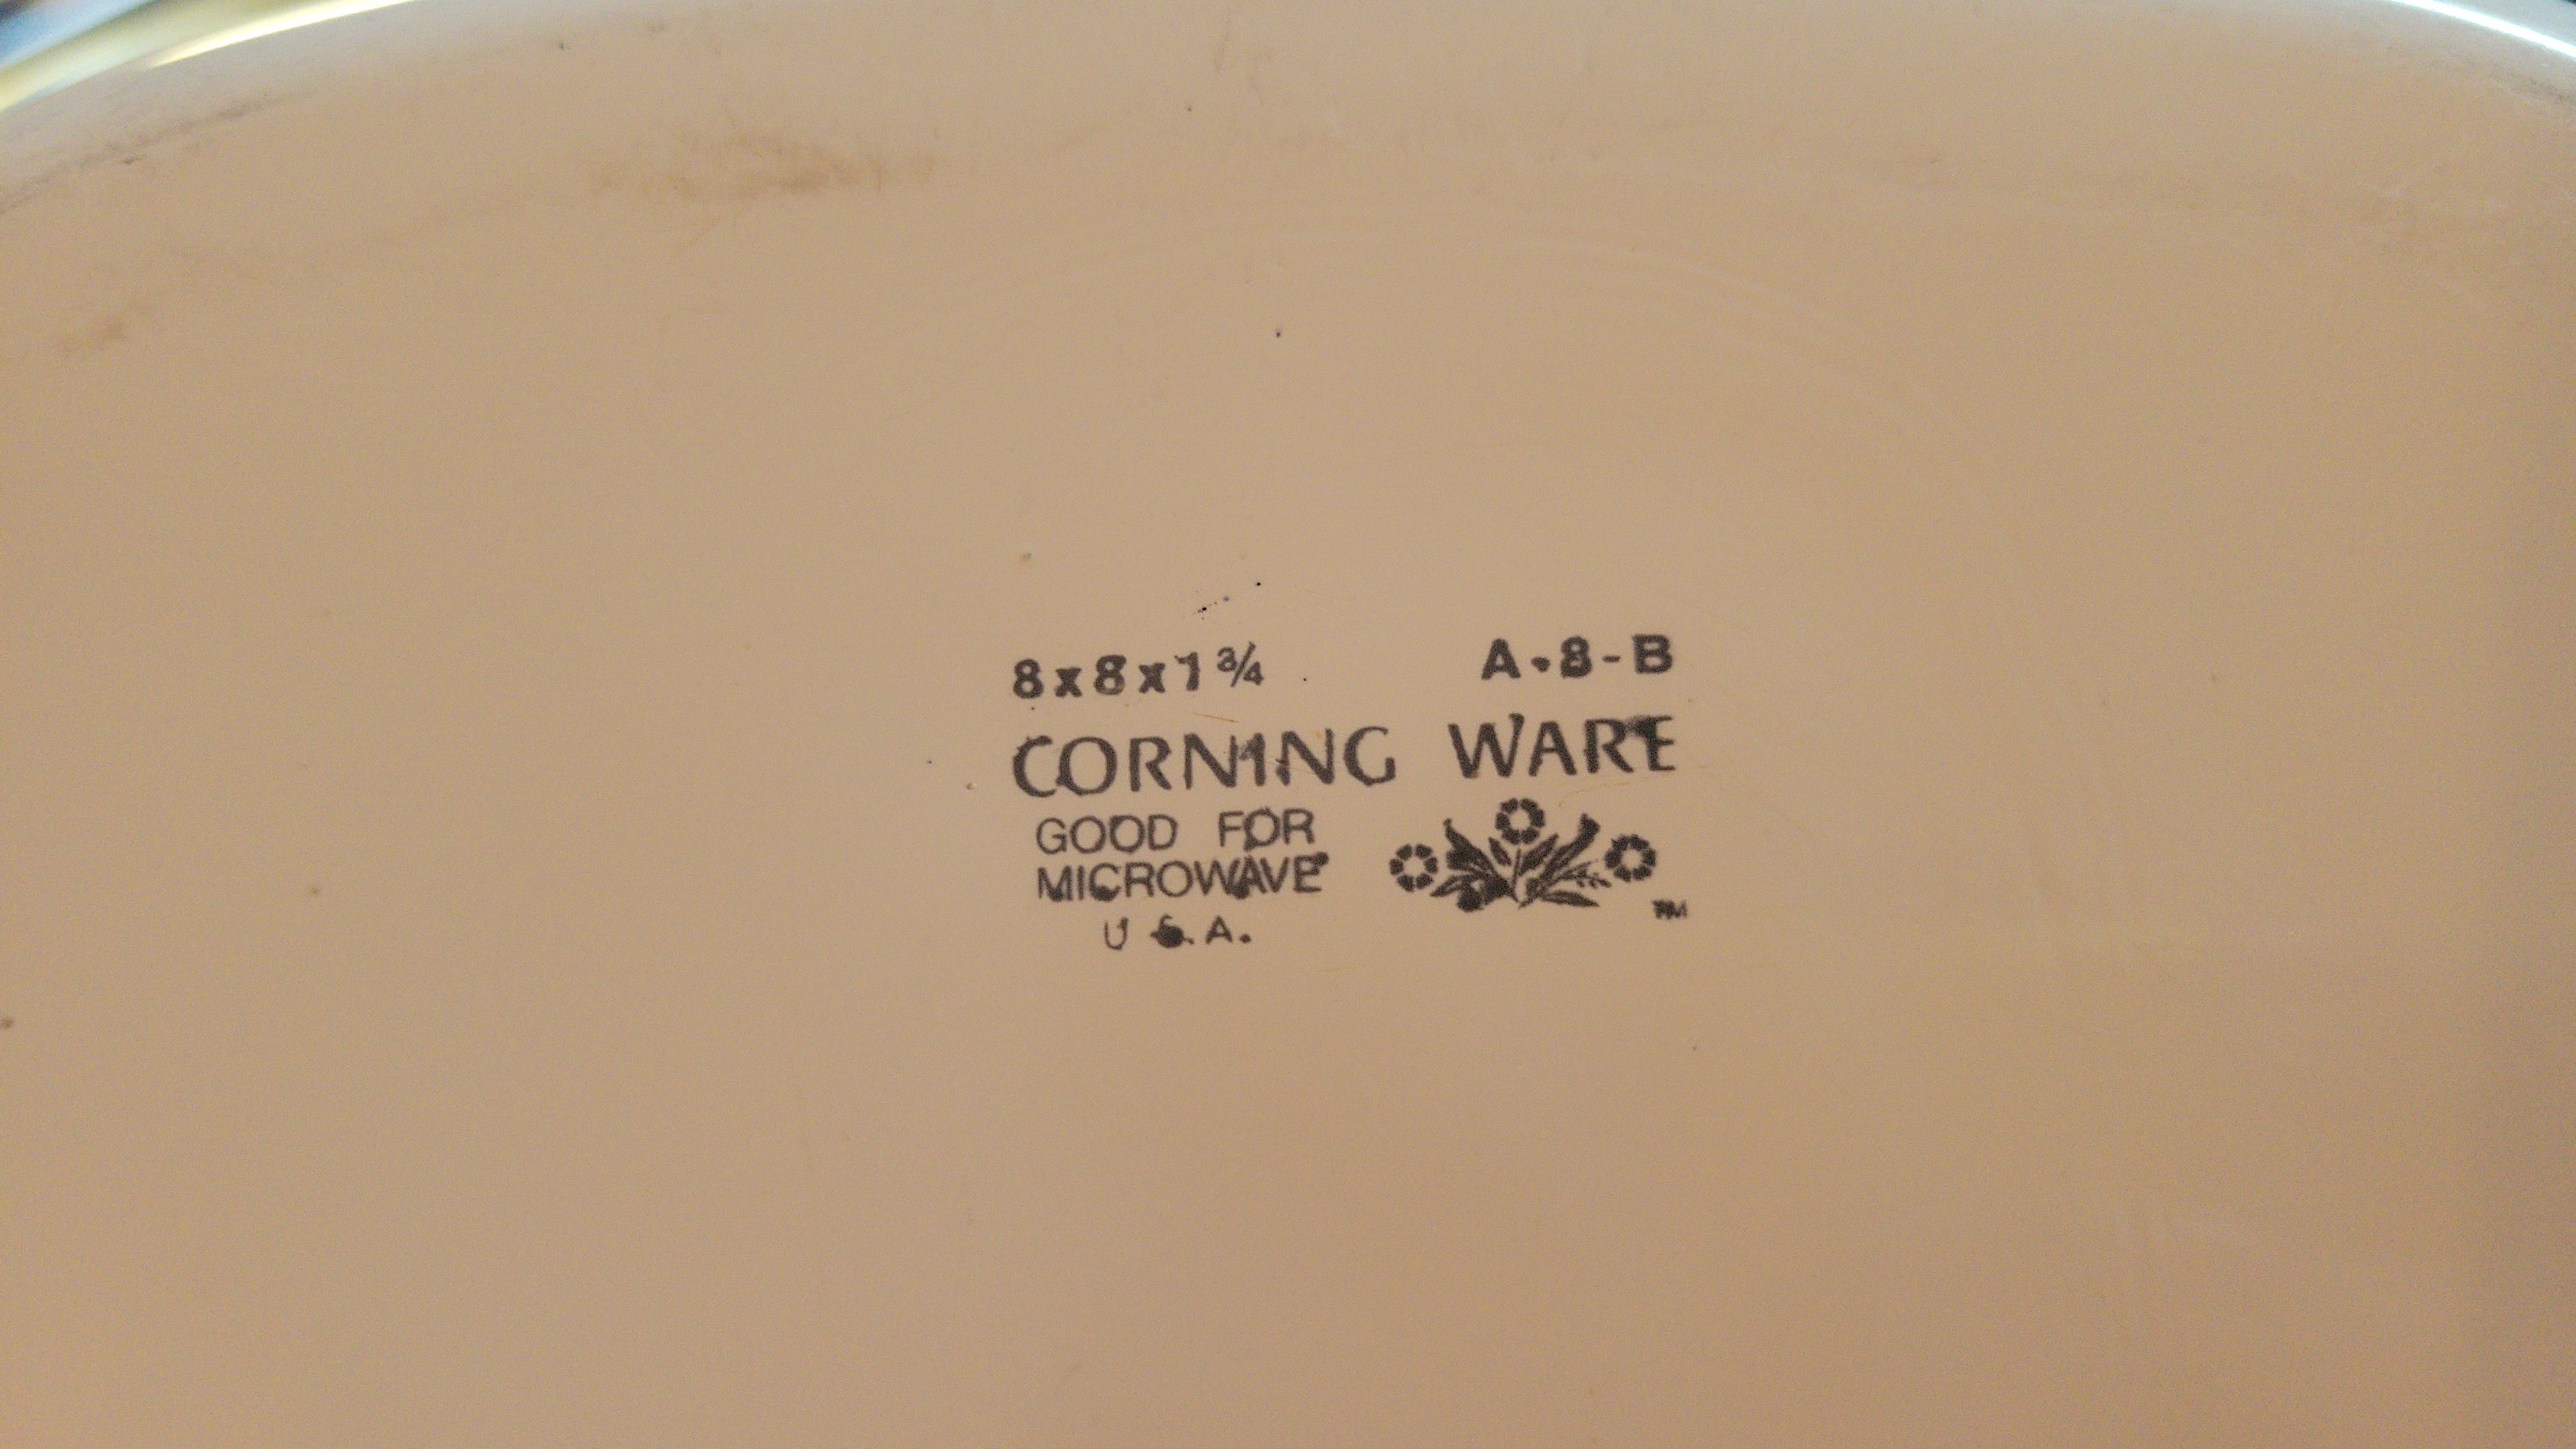 8x8x1¾ A-8-B
CORNING WARE
GOOD FOR
MICROWAVE
U.S.A.
TM